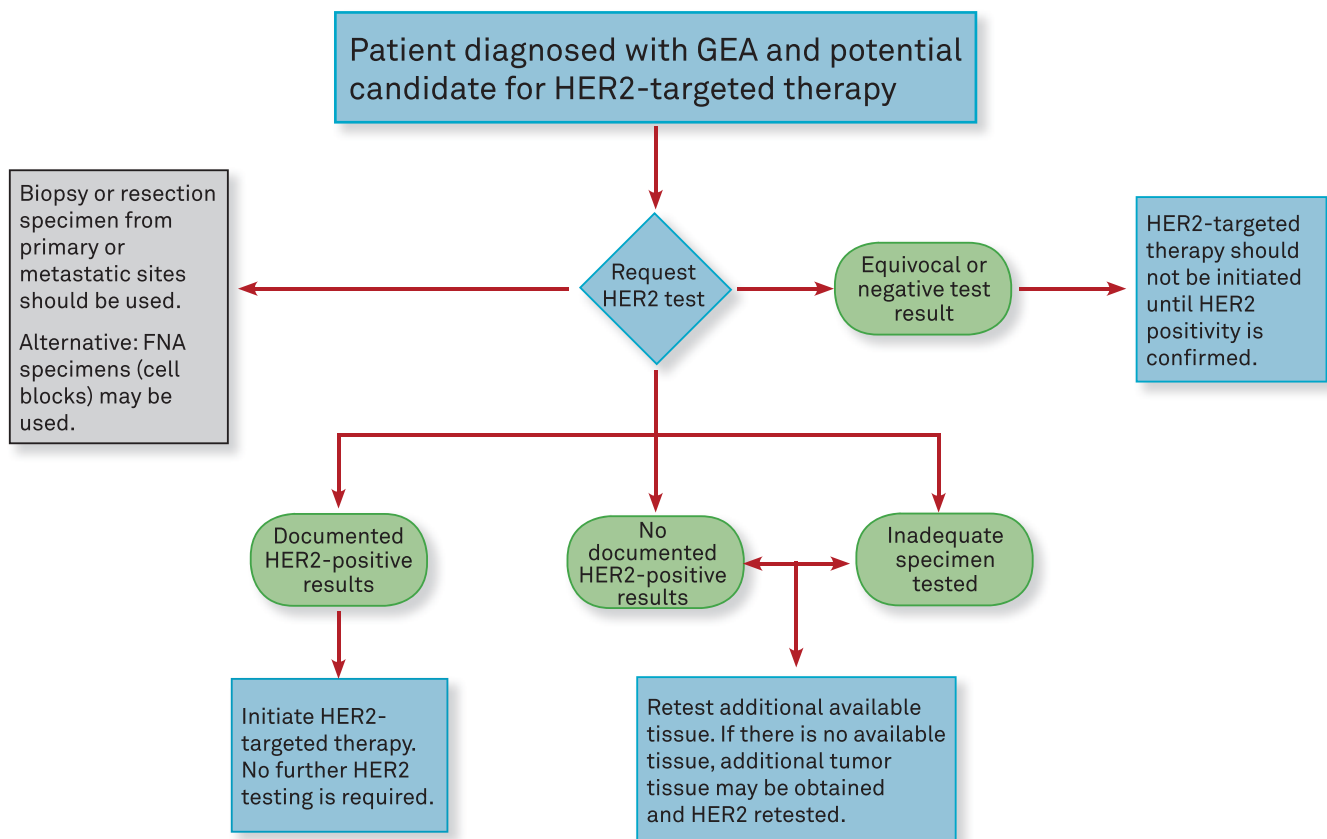 Patient diagnosed with GEA and potential
candidate for HER2-targeted therapy
Biopsy or resection
specimen from
primary or
metastatic sites
should be used.
Alternative: FNA
specimens (cell
blocks) may be
used.
Request
HER2 test
Equivocal or
negative test
result
HER2-targeted
therapy should
not be initiated
until HER2
positivity is
confirmed.
Documented
HER2-positive
results
No
documented
HER2-positive
results
Inadequate
specimen
tested
Initiate HER2-
targeted therapy.
No further HER2
testing is required.
Retest additional available
tissue. If there is no available
tissue, additional tumor
tissue may be obtained
and HER2 retested.